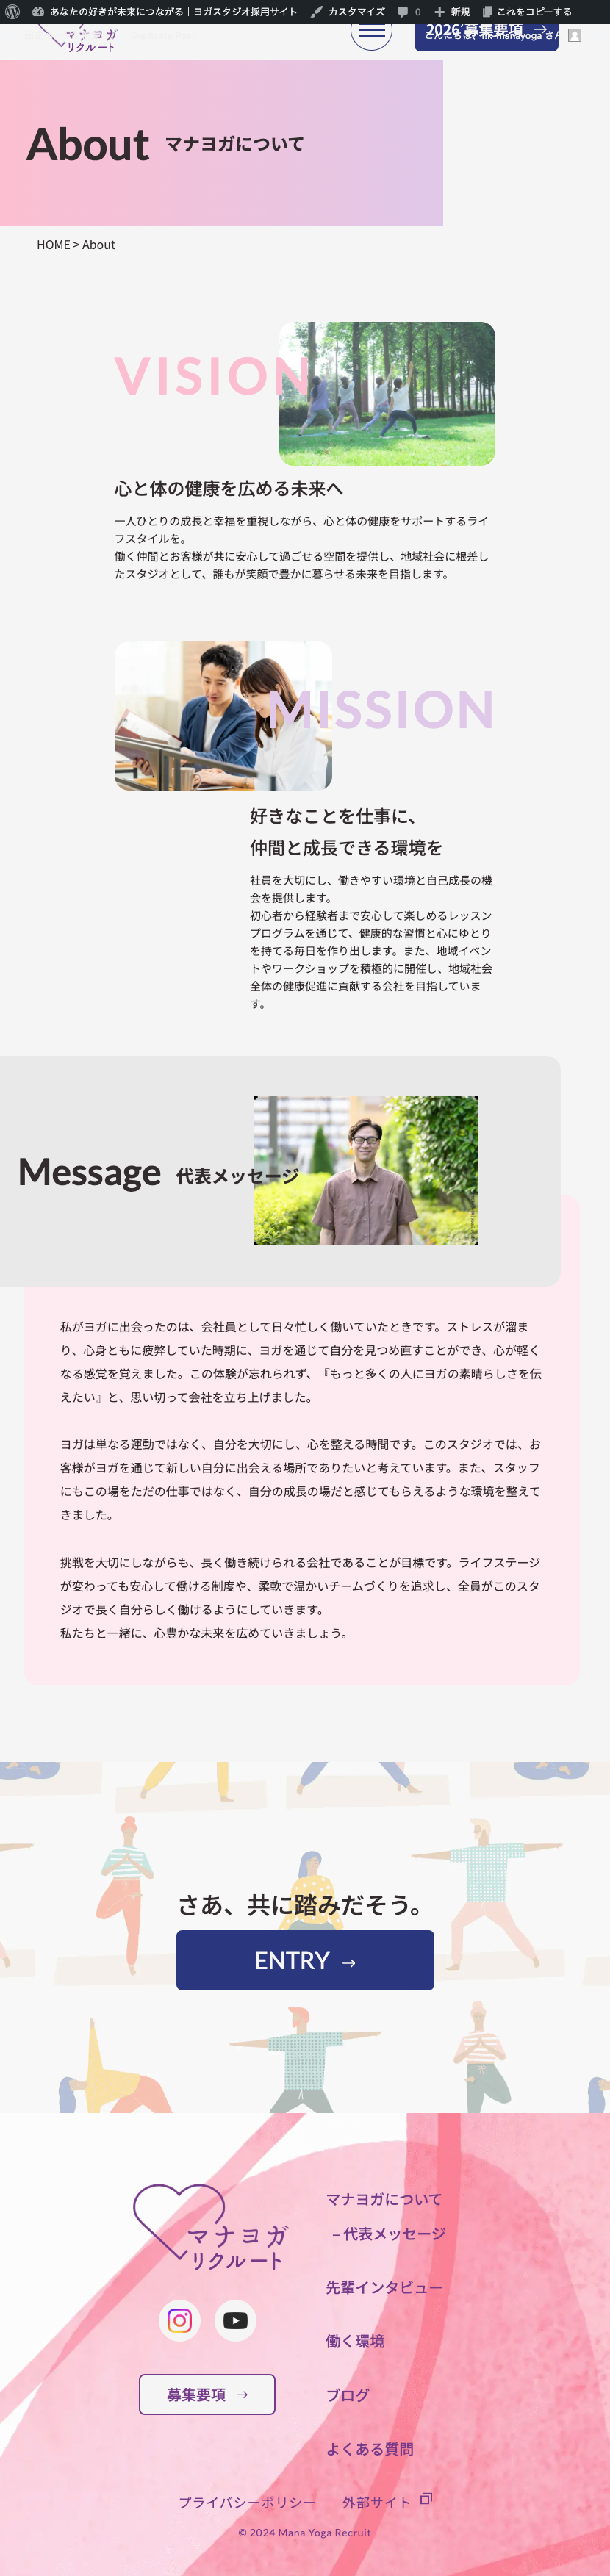 あなたの好きが未来につながる｜ヨガスタジオ採用サイト カスタマイズ 0 新規 これをコピーする
マナヨガ
リクルート
2026'募集要項 →
About マナヨガについて
HOME > About
VISION
心と体の健康を広める未来へ
一人ひとりの成長と幸福を重視しながら、心と体の健康をサポートするライ
フスタイルを。
働く仲間とお客様が共に安心して過ごせる空間を提供し、地域社会に根差し
たスタジオとして、誰もが笑顔で豊かに暮らせる未来を目指します。
MISSION
好きなことを仕事に、
仲間と成長できる環境を
社員を大切にし、働きやすい環境と自己成長の機
会を提供します。
初心者から経験者まで安心して楽しめるレッスン
プログラムを通じて、健康的な習慣と心にゆとり
を持てる毎日を作り出します。また、地域イベン
トやワークショップを積極的に開催し、地域社会
全体の健康促進に貢献する会社を目指していま
す。
Message 代表メッセージ
私がヨガに出会ったのは、会社員として日々忙しく働いていたときです。ストレスが溜ま
り、心身ともに疲弊していた時期に、ヨガを通じて自分を見つめ直すことができ、心が軽く
なる感覚を覚えました。この体験が忘れられず、『もっと多くの人にヨガの素晴らしさを伝
えたい』と、思い切って会社を立ち上げました。
ヨガは単なる運動ではなく、自分を大切にし、心を整える時間です。このスタジオでは、お
客様がヨガを通じて新しい自分に出会える場所でありたいと考えています。また、スタッフ
にもこの場をただの仕事ではなく、自分の成長の場だと感じてもらえるような環境を整えて
きました。
挑戦を大切にしながらも、長く働き続けられる会社であることが目標です。ライフステージ
が変わっても安心して働ける制度や、柔軟で温かいチームづくりを追求し、全員がこのスタ
ジオで長く自分らしく働けるようにしていきます。
私たちと一緒に、心豊かな未来を広めていきましょう。
さあ、共に踏みだそう。
ENTRY →
マナヨガ
リクルート
マナヨガについて
– 代表メッセージ
先輩インタビュー
働く環境
募集要項 →
ブログ
よくある質問
プライバシーポリシー 外部サイト
© 2024 Mana Yoga Recruit